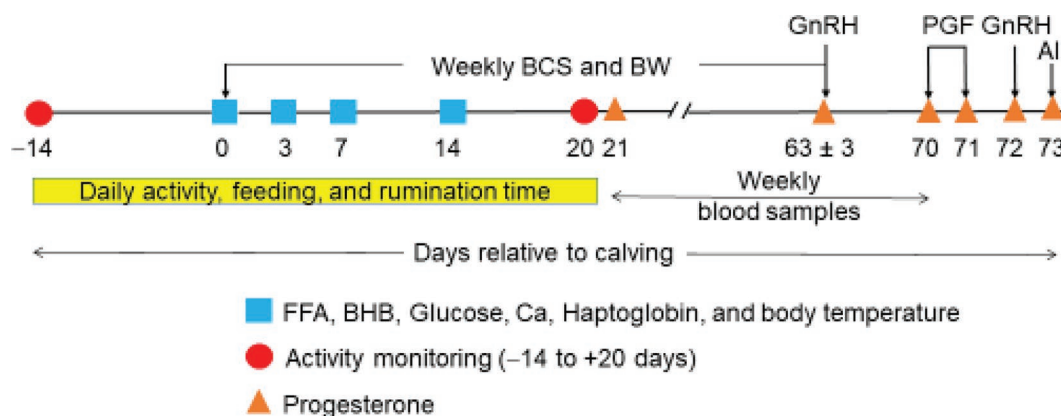 GnRH PGF GnRH
AI
Weekly BCS and BW
−14 0 3 7 14 20 21 63 ± 3 70 71 72 73
Daily activity, feeding, and rumination time
Weekly
blood samples
Days relative to calving
FFA, BHB, Glucose, Ca, Haptoglobin, and body temperature
Activity monitoring (−14 to +20 days)
Progesterone